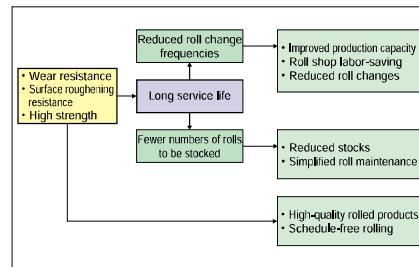 Reduced roll change
frequencies
• Improved production capacity
• Roll shop labor-saving
• Reduced roll changes
• Wear resistance
• Surface roughening
resistance
• High strength
Long service life
Fewer numbers of rolls
to be stocked
• Reduced stocks
• Simplified roll maintenance
• High-quality rolled products
• Schedule-free rolling